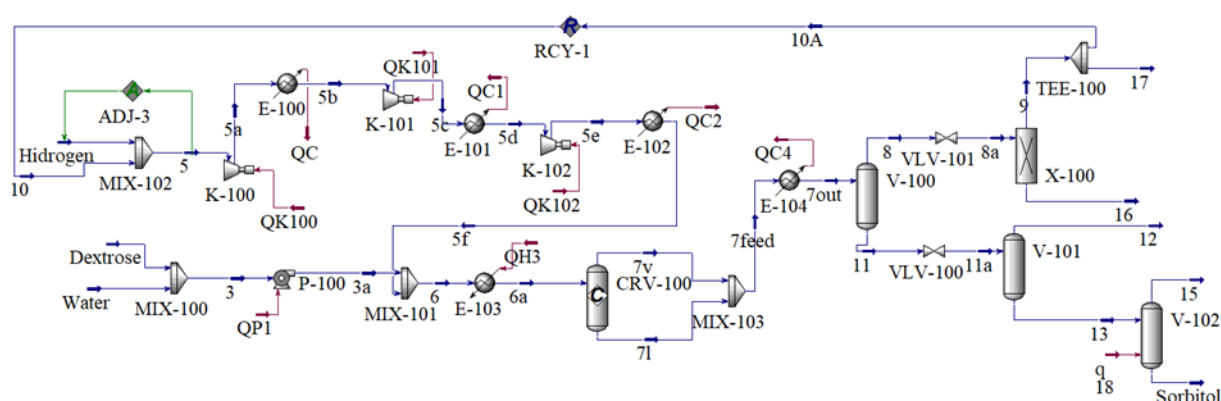 R
RCY-1
10A
TEE-100
17
9
A
ADJ-3
Hidrogen
10
MIX-102
5
5a
E-100
5b
QC
K-100
QK100
QK101
K-101
5c
QC1
E-101
5d
K-102
QK102
5e
E-102
QC2
5f
QC4
E-104
7out
7feed
V-100
8
VLV-101
8a
X-100
16
11
VLV-100
11a
V-101
12
13
15
V-102
q
18
Sorbitol
Dextrose
Water
MIX-100
3
P-100
QP1
3a
MIX-101
6
QH3
E-103
6a
C
CRV-100
7v
7l
MIX-103